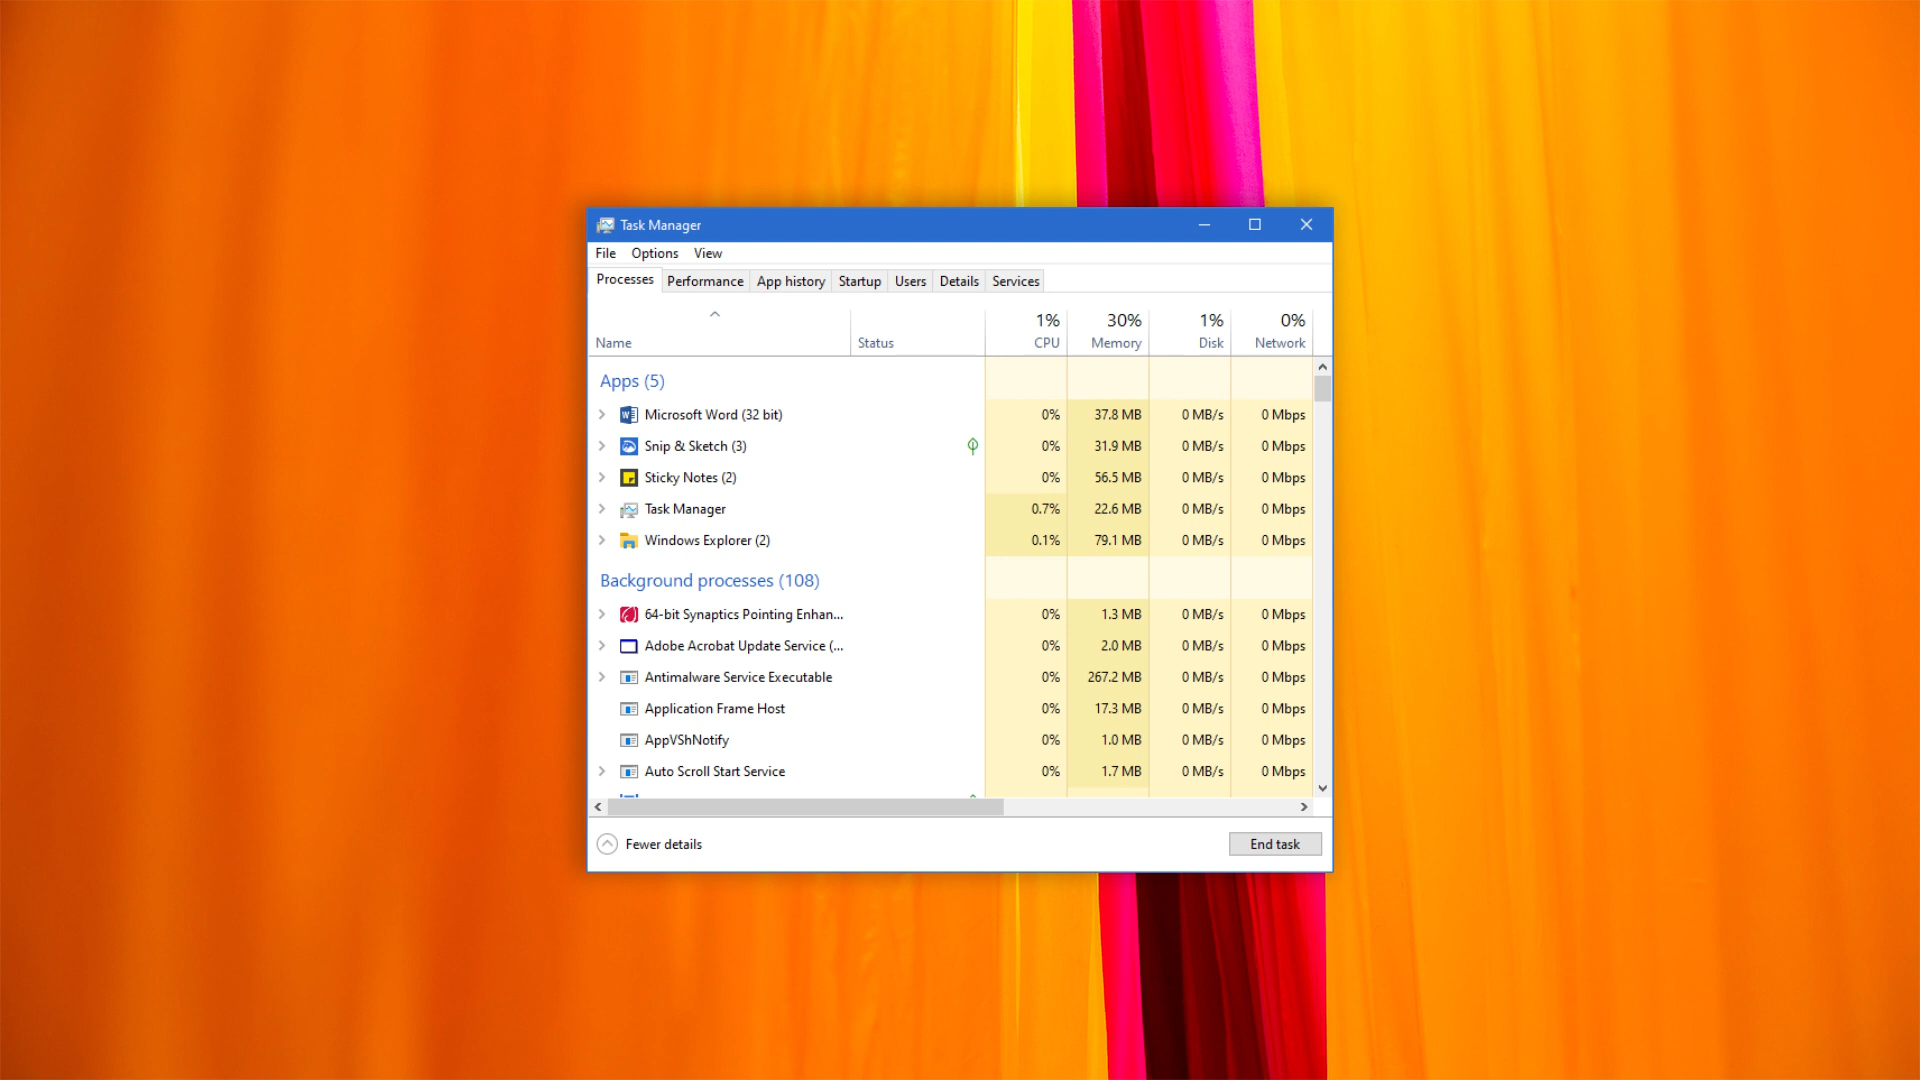 Task Manager
File Options View
Processes Performance App history Startup Users Details Services
1% 30% 1% 0%
Name Status CPU Memory Disk Network
Apps (5)
Microsoft Word (32 bit) 0% 37.8 MB 0 MB/s 0 Mbps
Snip & Sketch (3) 0% 31.9 MB 0 MB/s 0 Mbps
Sticky Notes (2) 0% 56.5 MB 0 MB/s 0 Mbps
Task Manager 0.7% 22.6 MB 0 MB/s 0 Mbps
Windows Explorer (2) 0.1% 79.1 MB 0 MB/s 0 Mbps
Background processes (108)
64-bit Synaptics Pointing Enhan... 0% 1.3 MB 0 MB/s 0 Mbps
Adobe Acrobat Update Service (... 0% 2.0 MB 0 MB/s 0 Mbps
Antimalware Service Executable 0% 267.2 MB 0 MB/s 0 Mbps
Application Frame Host 0% 17.3 MB 0 MB/s 0 Mbps
AppVShNotify 0% 1.0 MB 0 MB/s 0 Mbps
Auto Scroll Start Service 0% 1.7 MB 0 MB/s 0 Mbps
Fewer details End task